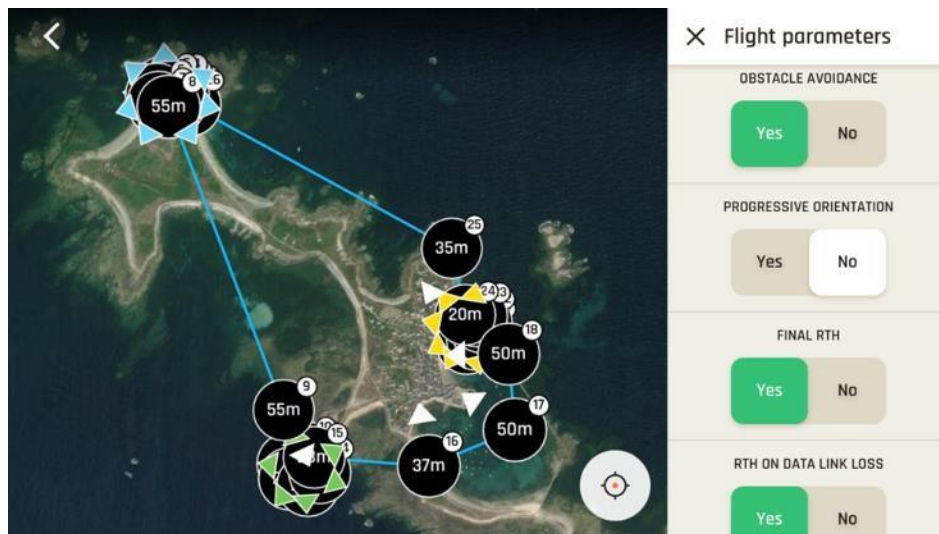 Flight parameters
OBSTACLE AVOIDANCE
Yes No
PROGRESSIVE ORIENTATION
Yes No
FINAL RTH
Yes No
RTH ON DATA LINK LOSS
Yes No
8
55m
25
35m
24
20m
18
50m
17
50m
16
37m
9
55m
15